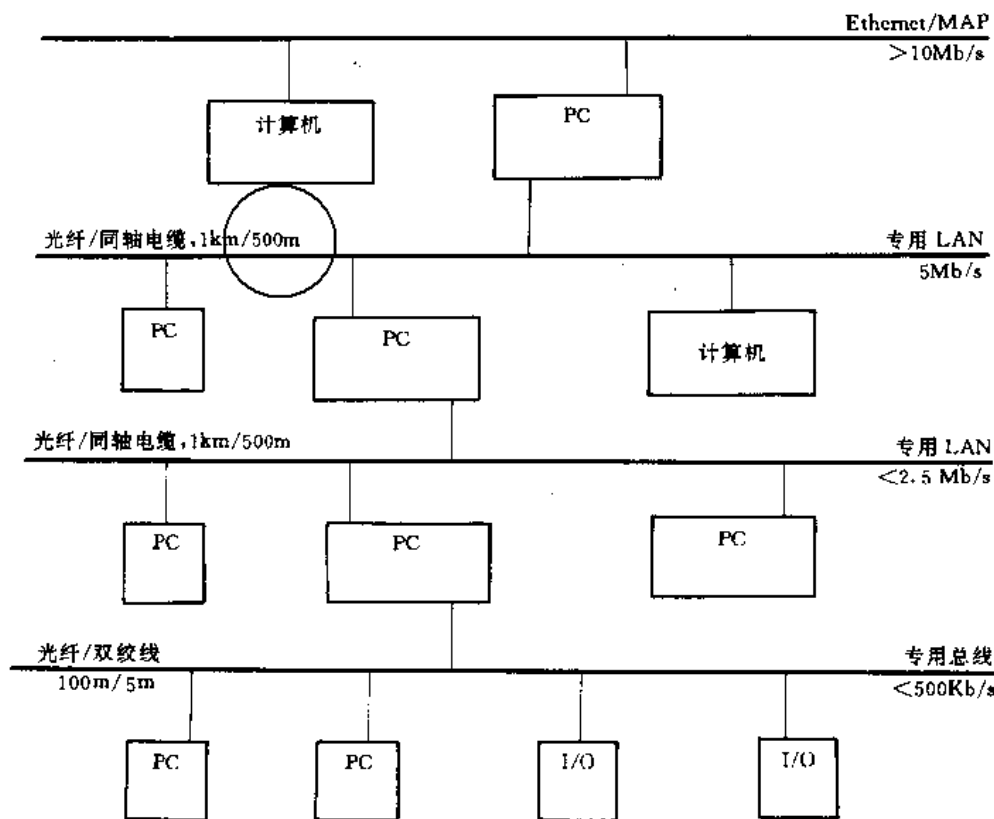 Ethernet/MAP
>10Mb/s
计算机
PC
光纤/同轴电缆,1km/500m
专用 LAN
5Mb/s
PC
PC
计算机
光纤/同轴电缆,1km/500m
专用 LAN
<2.5 Mb/s
PC
PC
PC
光纤/双绞线
专用总线
100m/5m
<500Kb/s
PC
PC
I/O
I/O